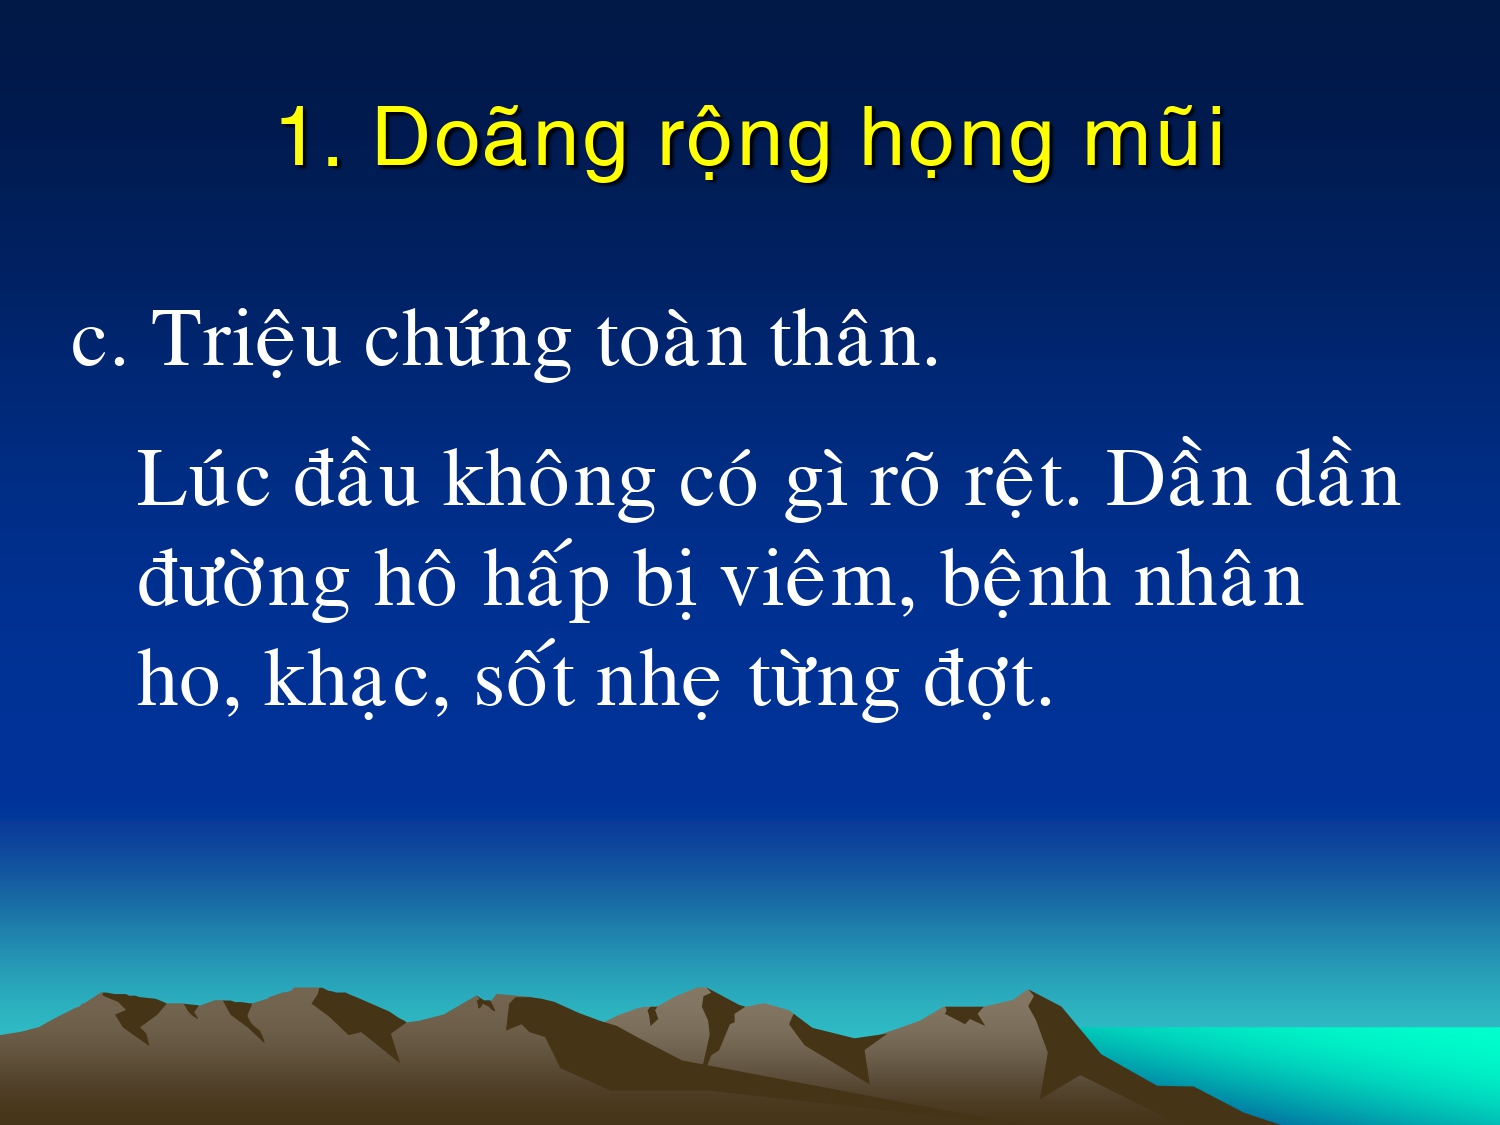 1. Doãng rộng họng mũi
c. Triệu chứng toàn thân.
Lúc đầu không có gì rõ rệt. Dần dần
đường hô hấp bị viêm, bệnh nhân
ho, khạc, sốt nhẹ từng đợt.